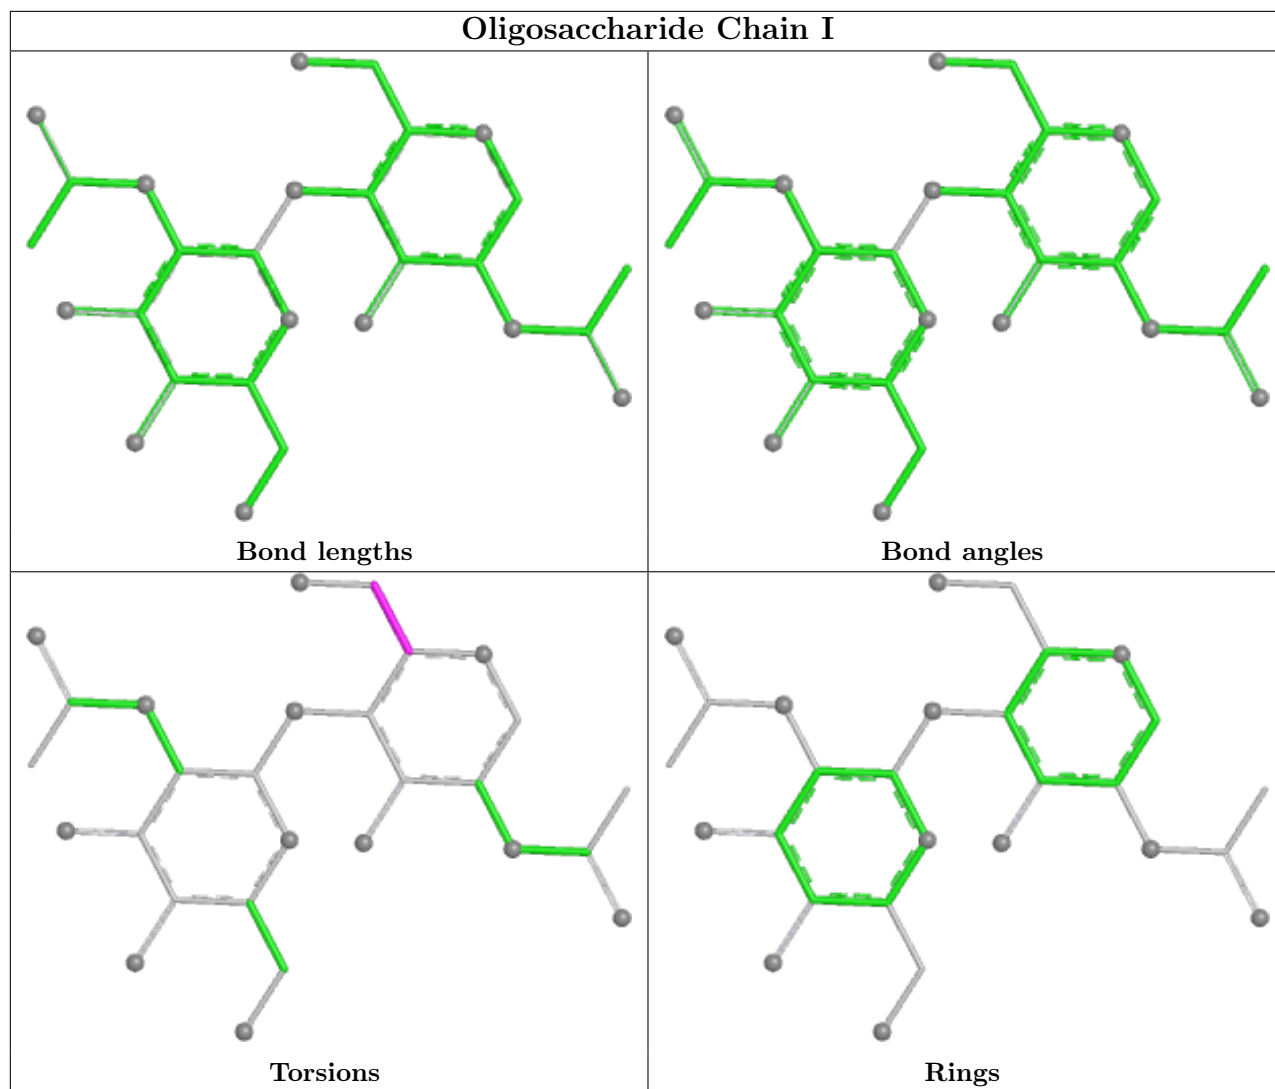 Oligosaccharide Chain I
Bond lengths
Bond angles
Torsions
Rings